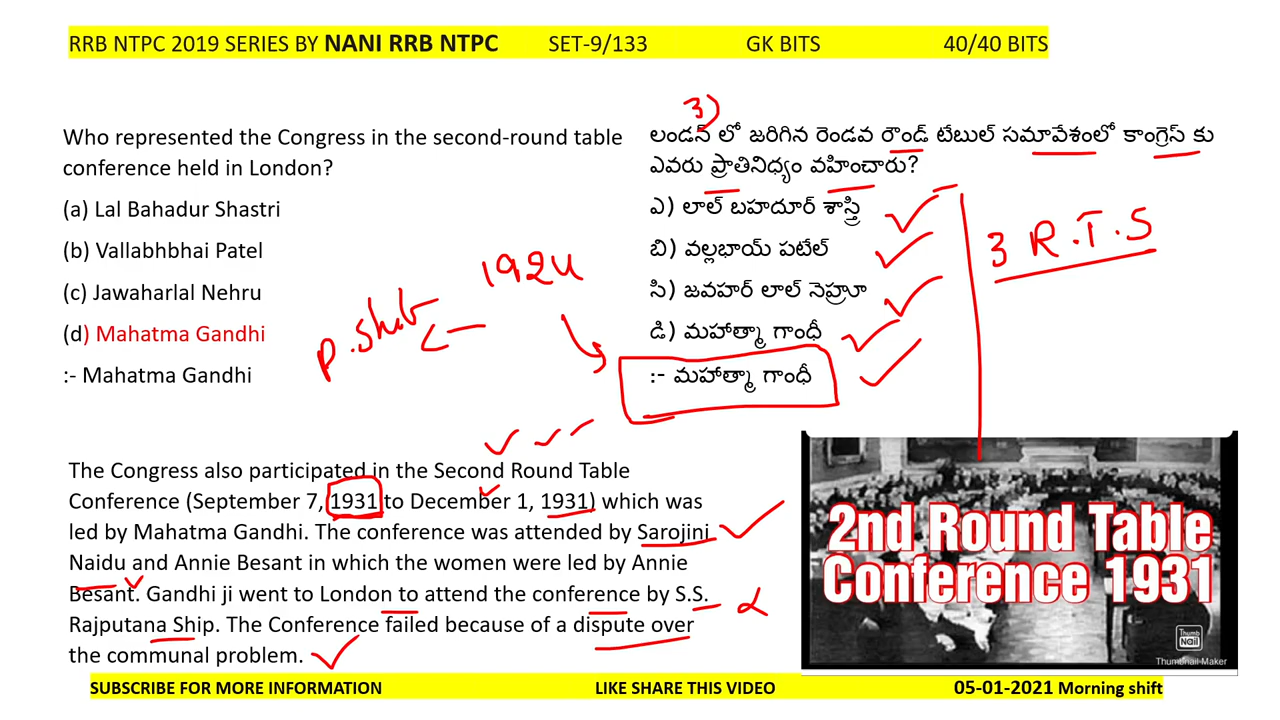 RRB NTPC 2019 SERIES BY NANI RRB NTPC SET-9/133 GK BITS 40/40 BITS
Who represented the Congress in the second-round table
conference held in London?
(a) Lal Bahadur Shastri
(b) Vallabhbhai Patel
(c) Jawaharlal Nehru
(d) Mahatma Gandhi
:- Mahatma Gandhi
3)
లండన్ లో జరిగిన రెండవ రౌండ్ టేబుల్ సమావేశంలో కాంగ్రెస్ కు
ఎవరు ప్రాతినిధ్యం వహించారు?
ఎ) లాల్ బహదూర్ శాస్త్రి
బి) వల్లభాయ్ పటేల్
సి) జవహర్ లాల్ నెహ్రూ
డి) మహాత్మా గాంధీ
:- మహాత్మా గాంధీ
3 R.T.S
1924
The Congress also participated in the Second Round Table
Conference (September 7, 1931 to December 1, 1931) which was
led by Mahatma Gandhi. The conference was attended by Sarojini
Naidu and Annie Besant in which the women were led by Annie
Besant. Gandhi ji went to London to attend the conference by S.S.
Rajputana Ship. The Conference failed because of a dispute over
the communal problem.
2nd Round Table
Conference 1931
Thumb
Nail
Thumbnail-Maker
SUBSCRIBE FOR MORE INFORMATION LIKE SHARE THIS VIDEO 05-01-2021 Morning shift